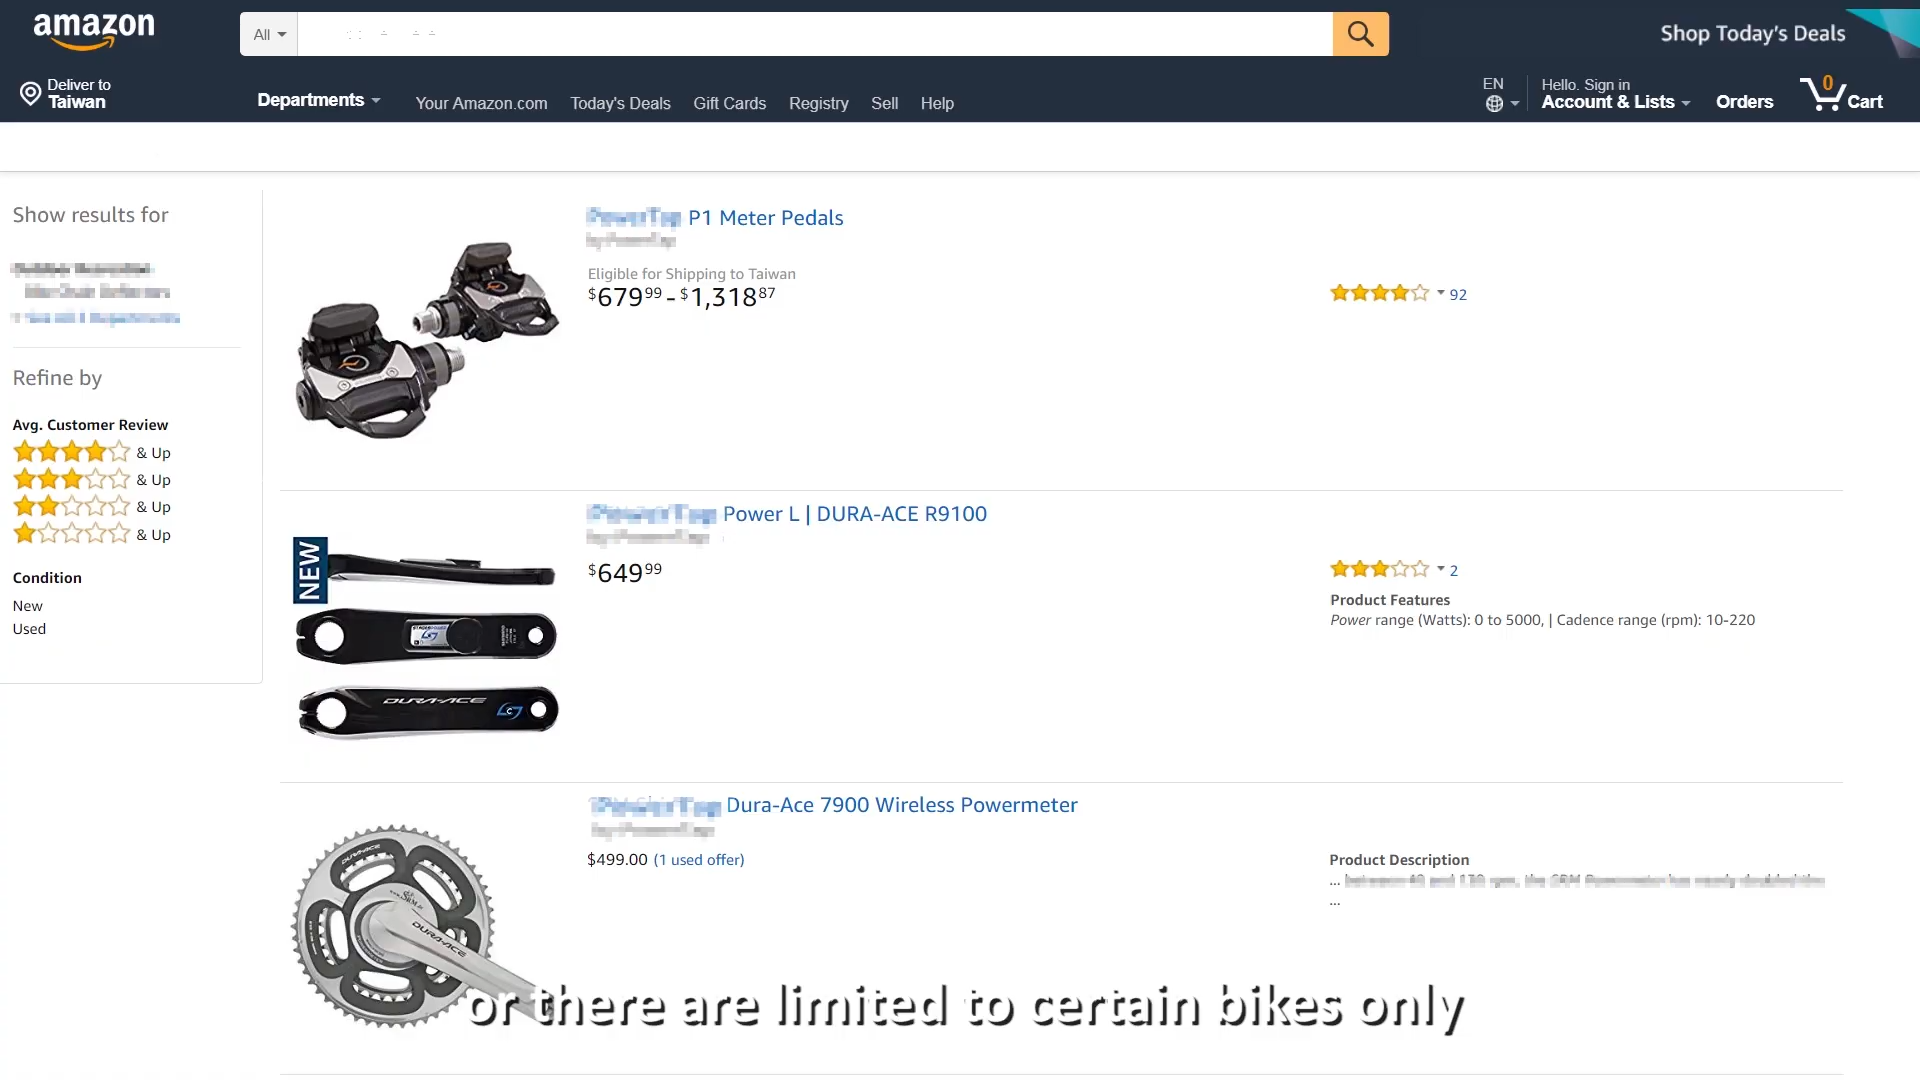 amazon
All
Shop Today's Deals
Deliver to
Taiwan
Departments
Your Amazon.com
Today's Deals
Gift Cards
Registry
Sell
Help
EN
Hello. Sign in
Account & Lists
Orders
0
Cart
Show results for
Refine by
Avg. Customer Review
& Up
& Up
& Up
& Up
Condition
New
Used
P1 Meter Pedals
Eligible for Shipping to Taiwan
$679.99 - $1,318.87
92
NEW
Power L | DURA-ACE R9100
$649.99
2
Product Features
Power range (Watts): 0 to 5000, | Cadence range (rpm): 10-220
DURA-ACE
Dura-Ace 7900 Wireless Powermeter
$499.00 (1 used offer)
Product Description
...
...
DURA-ACE
DURA-ACE
or there are limited to certain bikes only